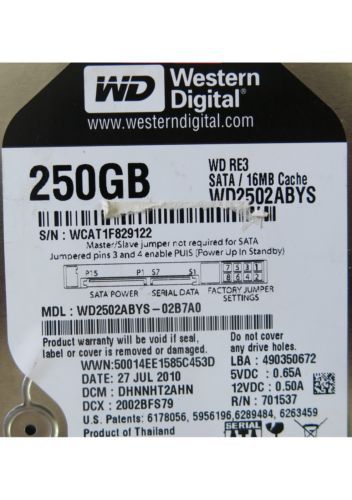 WD Western
Digital®
www.westerndigital.com
250GB
WD RE3
SATA / 16MB Cache
WD2502ABYS
S/N : WCAT1F829122
Master/Slave jumper not required for SATA
Jumpered pins 3 and 4 enable PUIS (Power Up In Standby)
P15 P1 S7 S1 7 5 3 1
8 6 4 2
SATA POWER SERIAL DATA FACTORY JUMPER
SETTINGS
MDL : WD2502ABYS-02B7A0
Product warranty will be void if seal,
label or cover is removed or damaged.
Do not cover
any drive holes.
WWN:50014EE1585C453D
DATE: 27 JUL 2010
DCM : DHNNHT2AHN
DCX : 2002BFS79
LBA : 490350672
5VDC : 0.65A
12VDC : 0.50A
R/N : 701537
U.S. Patents: 6178056, 5956196,6289484, 6263459
Product of Thailand
SERIAL